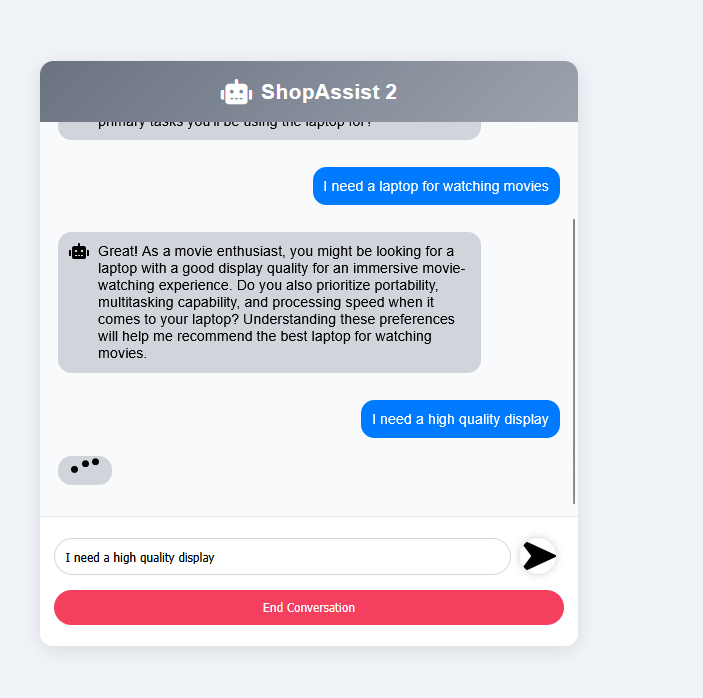 ShopAssist 2
primary tasks you'll be using the laptop for?
I need a laptop for watching movies
Great! As a movie enthusiast, you might be looking for a
laptop with a good display quality for an immersive movie-
watching experience. Do you also prioritize portability,
multitasking capability, and processing speed when it
comes to your laptop? Understanding these preferences
will help me recommend the best laptop for watching
movies.
I need a high quality display
I need a high quality display
End Conversation